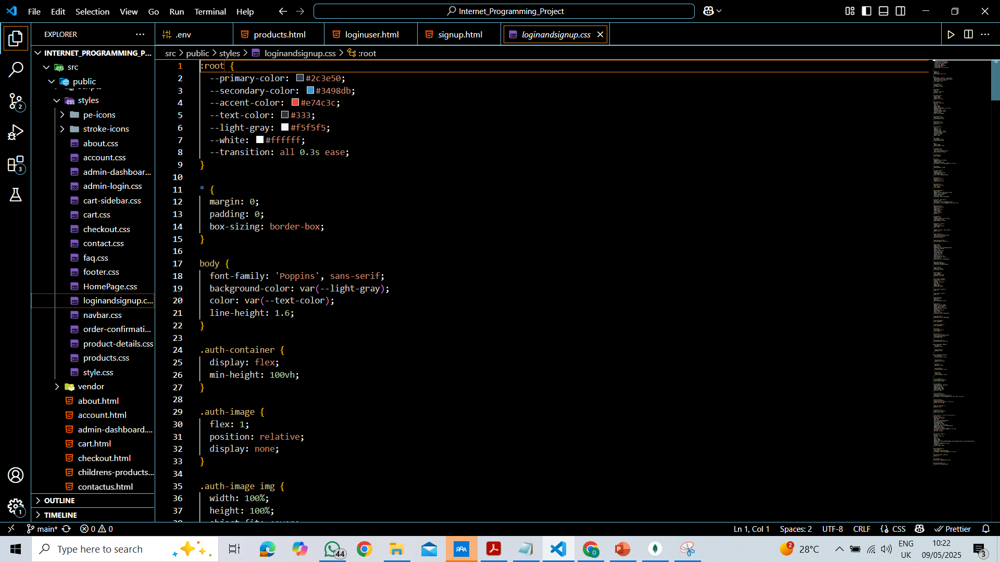 File Edit Selection View Go Run Terminal Help
Internet_Programming_Project
EXPLORER
.env
products.html
loginuser.html
signup.html
loginandsignup.css
INTERNET_PROGRAMMING_P...
src > public > styles > loginandsignup.css > :root
src
public
scripts
styles
pe-icons
stroke-icons
about.css
account.css
admin-dashboar...
admin-login.css
cart-sidebar.css
cart.css
checkout.css
contact.css
faq.css
footer.css
HomePage.css
loginandsignup.c...
navbar.css
order-confirmati...
product-details.css
products.css
style.css
vendor
about.html
account.html
admin-dashboard....
cart.html
checkout.html
childrens-products...
contactus.html
OUTLINE
TIMELINE
1 :root {
2 --primary-color: #2c3e50;
3 --secondary-color: #3498db;
4 --accent-color: #e74c3c;
5 --text-color: #333;
6 --light-gray: #f5f5f5;
7 --white: #ffffff;
8 --transition: all 0.3s ease;
9 }
10
11 * {
12 margin: 0;
13 padding: 0;
14 box-sizing: border-box;
15 }
16
17 body {
18 font-family: 'Poppins', sans-serif;
19 background-color: var(--light-gray);
20 color: var(--text-color);
21 line-height: 1.6;
22 }
23
24 .auth-container {
25 display: flex;
26 min-height: 100vh;
27 }
28
29 .auth-image {
30 flex: 1;
31 position: relative;
32 display: none;
33 }
34
35 .auth-image img {
36 width: 100%;
37 height: 100%;
38 object-fit: cover;
2
3
1
main* 0 0
Ln 1, Col 1 Spaces: 2 UTF-8 CRLF {} CSS Prettier
Type here to search
44
2
28°C
ENG
UK
10:22
09/05/2025
3